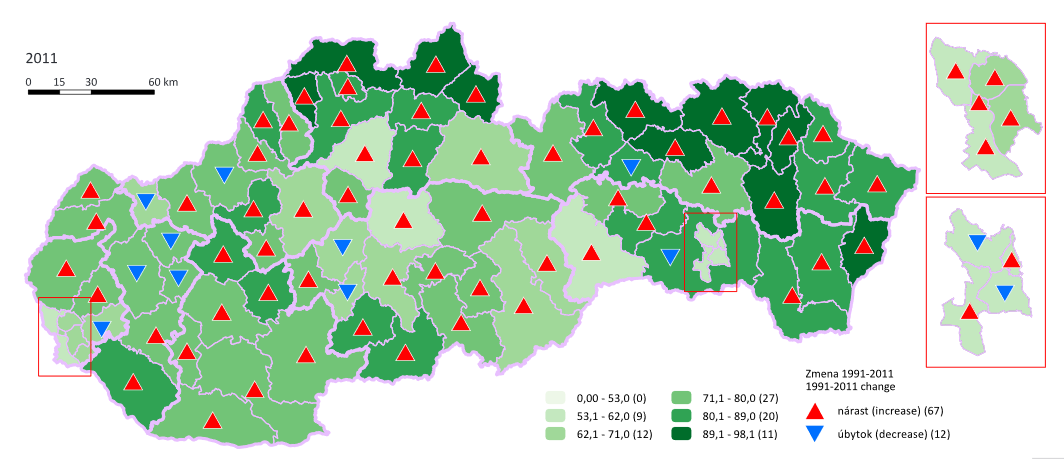 2011
0 15 30 60 km
0,00 - 53,0 (0)
53,1 - 62,0 (9)
62,1 - 71,0 (12)
71,1 - 80,0 (27)
80,1 - 89,0 (20)
89,1 - 98,1 (11)
Zmena 1991-2011
1991-2011 change
nárast (increase) (67)
úbytok (decrease) (12)